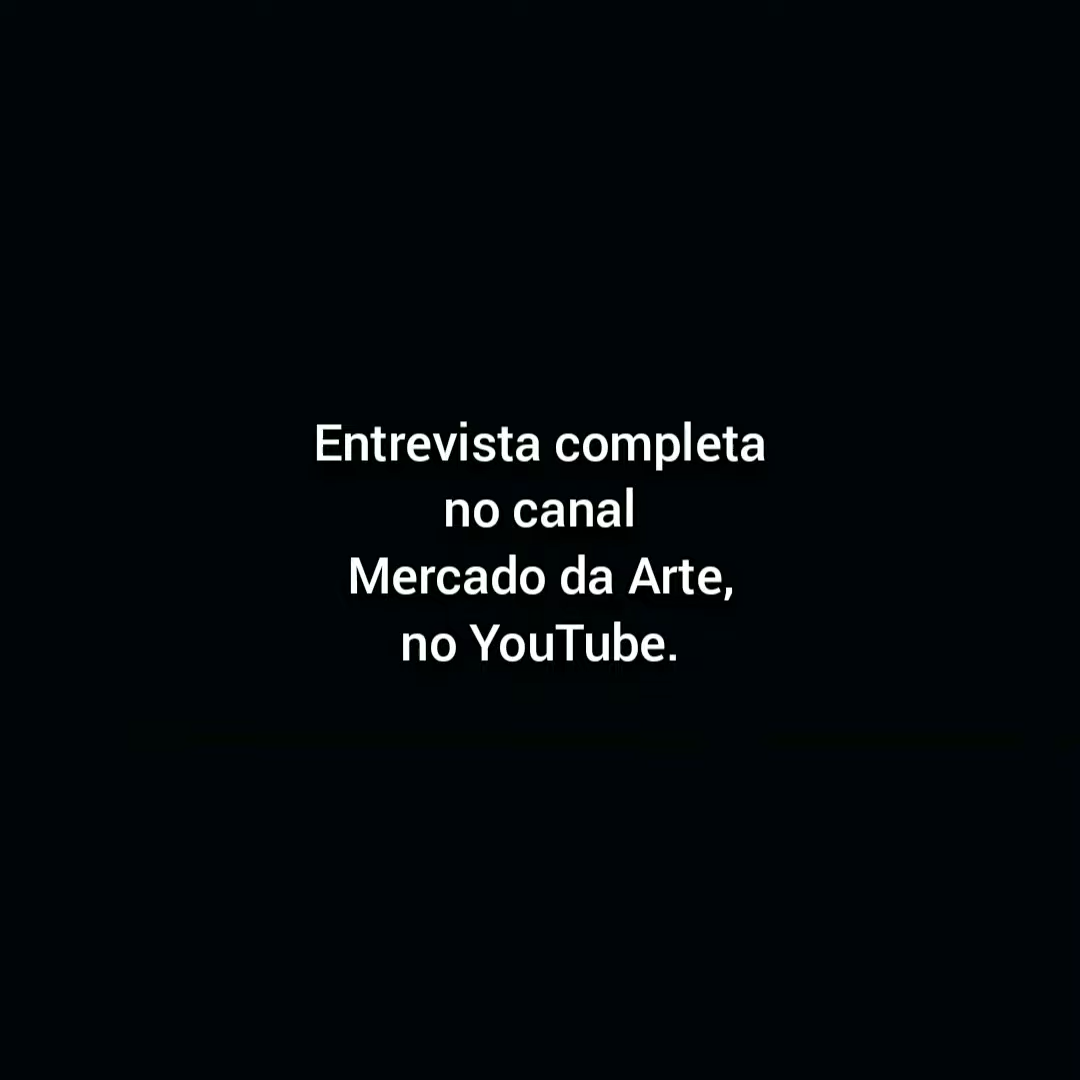 Entrevista completa
no canal
Mercado da Arte,
no YouTube.